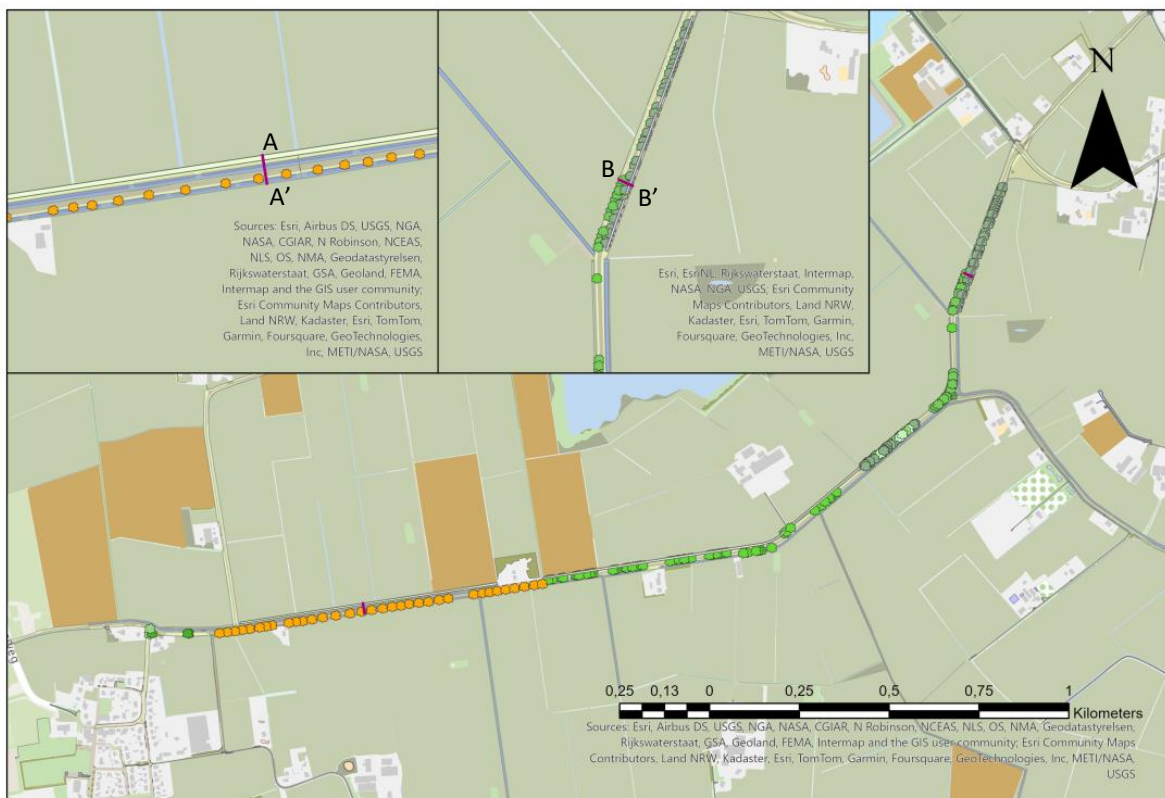 A
A'
Sources: Esri, Airbus DS, USGS, NGA,
NASA, CGIAR, N Robinson, NCEAS,
NLS, OS, NMA, Geodatastyrelsen,
Rijkswaterstaat, GSA, Geoland, FEMA,
Intermap and the GIS user community;
Esri Community Maps Contributors,
Land NRW, Kadaster, Esri, TomTom,
Garmin, Foursquare, GeoTechnologies,
Inc, METI/NASA, USGS
B
B'
Esri, EsriNL, Rijkswaterstaat, Intermap,
NASA, NGA, USGS; Esri Community
Maps Contributors, Land NRW,
Kadaster, Esri, TomTom, Garmin,
Foursquare, GeoTechnologies, Inc,
METI/NASA, USGS
N
0,25 0,13 0 0,25 0,5 0,75 1
Kilometers
Sources: Esri, Airbus DS, USGS, NGA, NASA, CGIAR, N Robinson, NCEAS, NLS, OS, NMA, Geodatastyrelsen,
Rijkswaterstaat, GSA, Geoland, FEMA, Intermap and the GIS user community; Esri Community Maps
Contributors, Land NRW, Kadaster, Esri, TomTom, Garmin, Foursquare, GeoTechnologies, Inc, METI/NASA,
USGS